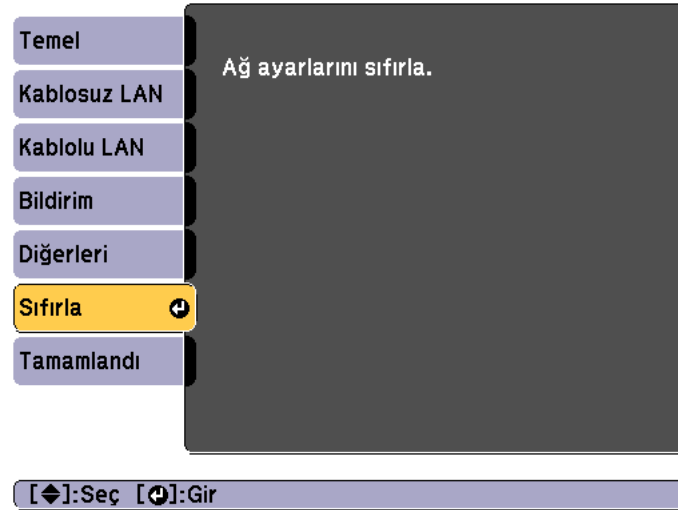 Temel
Kablosuz LAN
Kablolu LAN
Bildirim
Diğerleri
Sıfırla
Tamamlandı
Ağ ayarlarını sıfırla.
[◆]:Seç [↵]:Gir